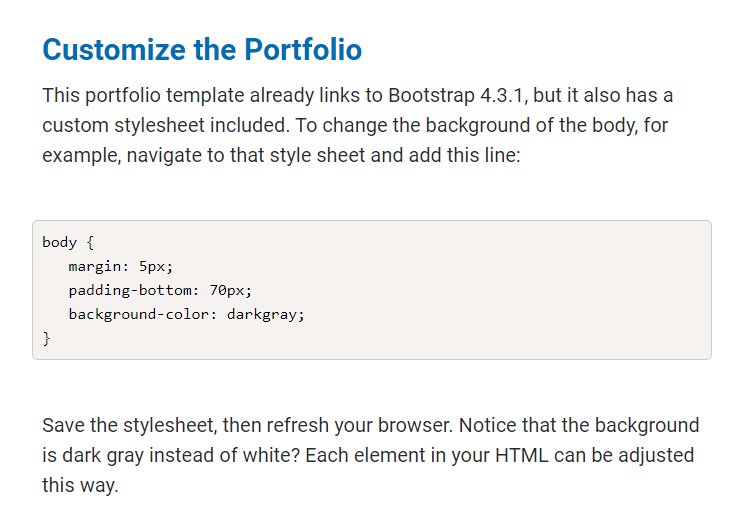 Customize the Portfolio
This portfolio template already links to Bootstrap 4.3.1, but it also has a
custom stylesheet included. To change the background of the body, for
example, navigate to that style sheet and add this line:
body {
   margin: 5px;
   padding-bottom: 70px;
   background-color: darkgray;
}
Save the stylesheet, then refresh your browser. Notice that the background
is dark gray instead of white? Each element in your HTML can be adjusted
this way.